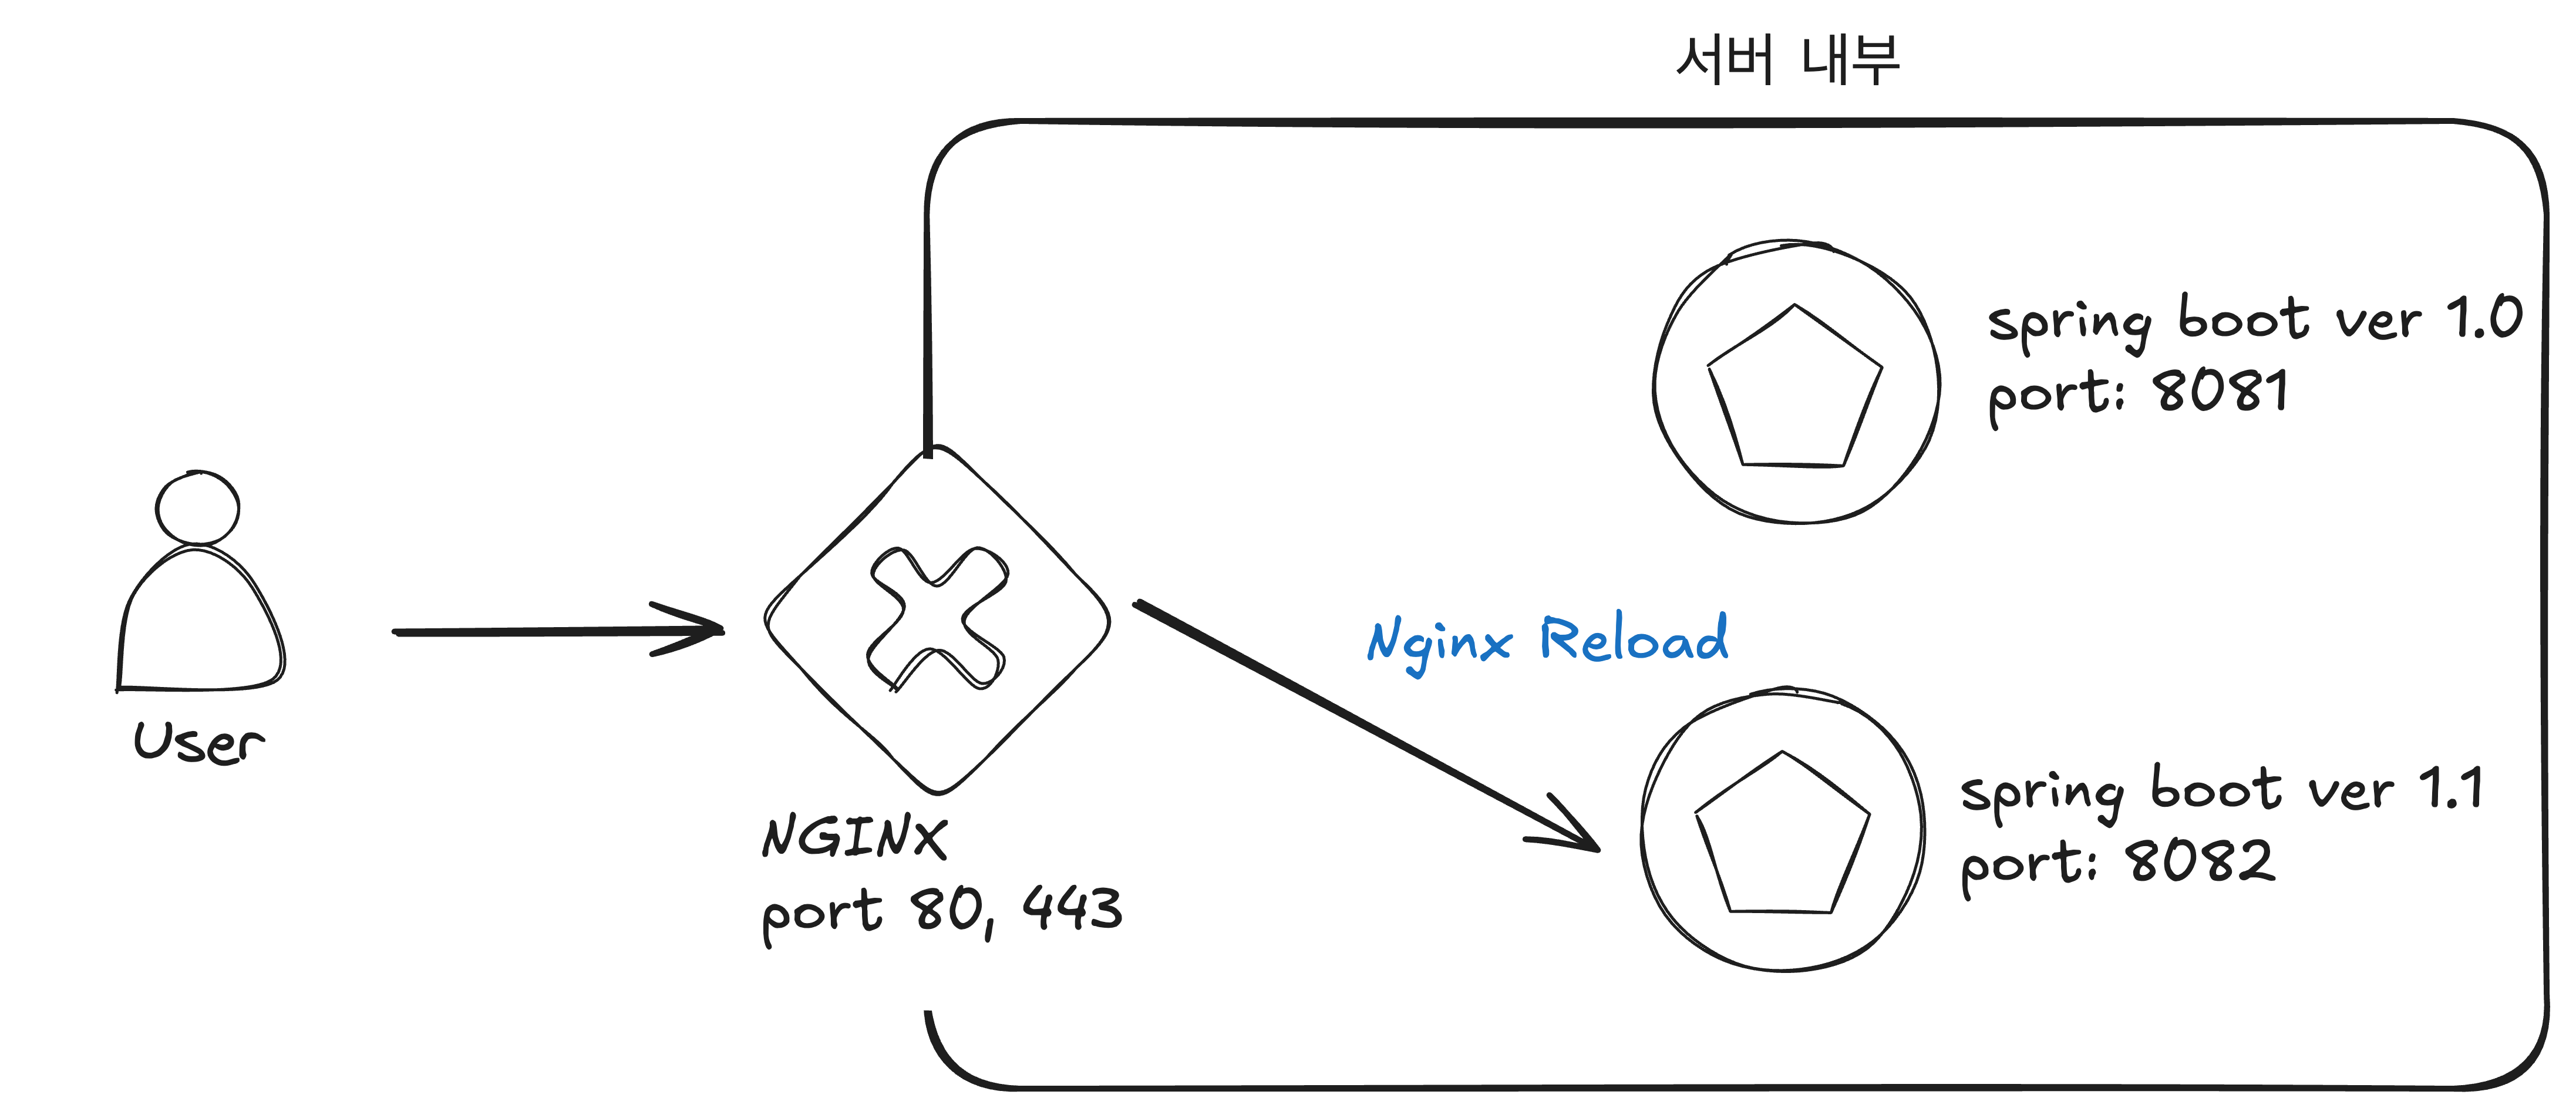 서버 내부
spring boot ver 1.0
port: 8081
User
Nginx Reload
NGINX
port 80, 443
spring boot ver 1.1
port: 8082